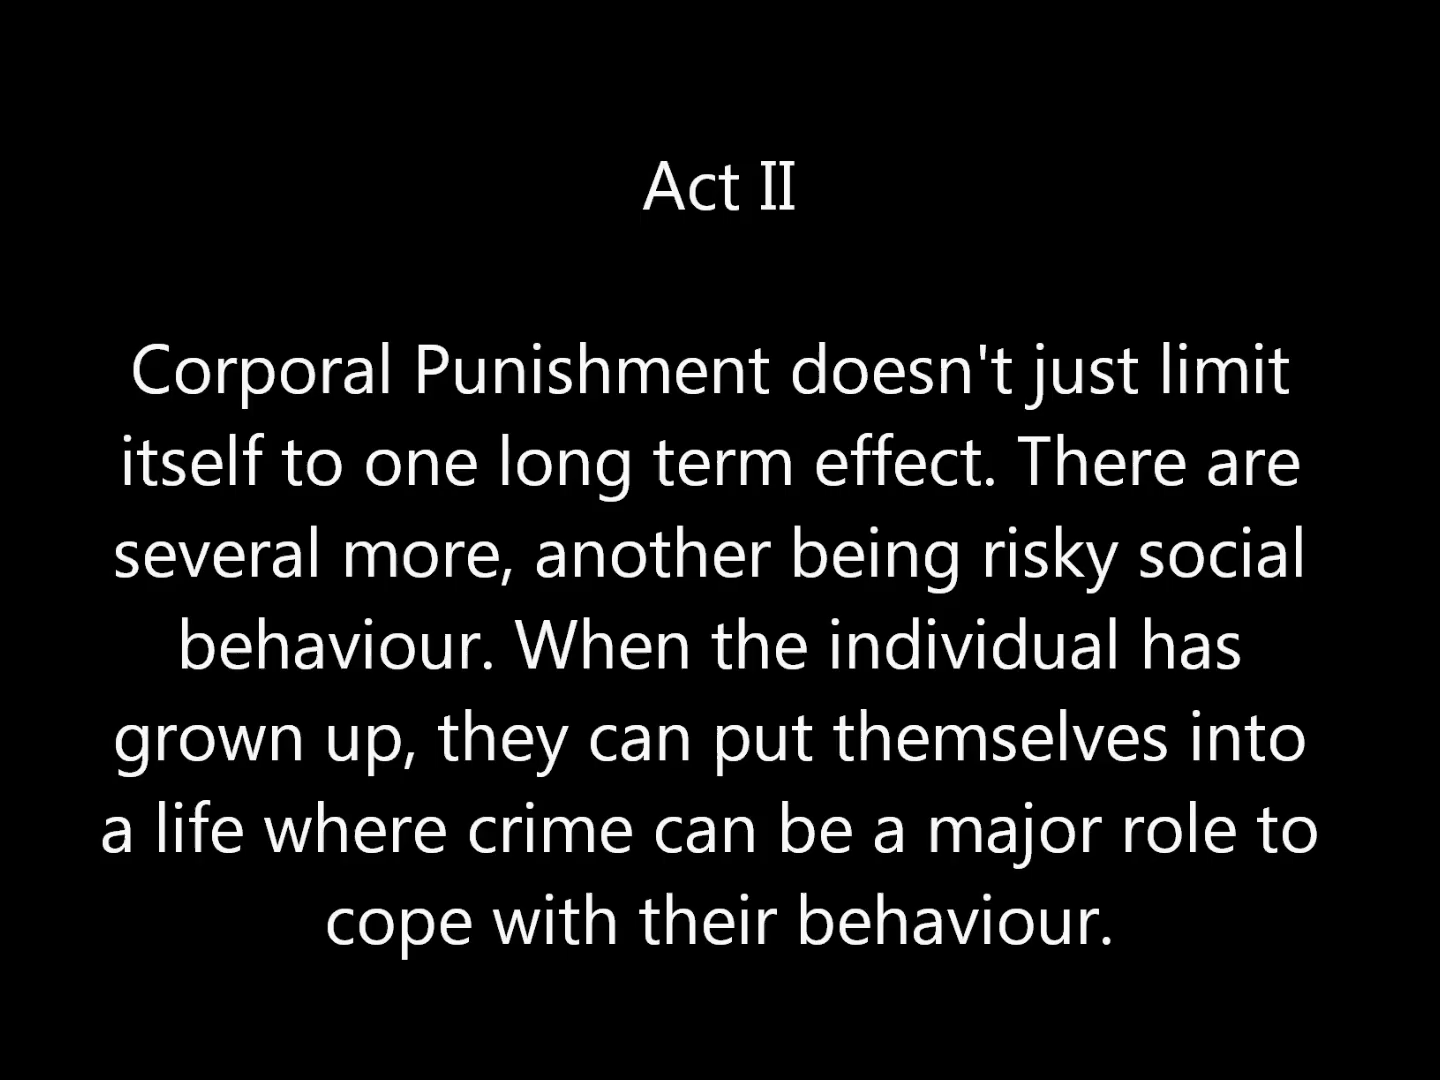 Act II
Corporal Punishment doesn't just limit
itself to one long term effect. There are
several more, another being risky social
behaviour. When the individual has
grown up, they can put themselves into
a life where crime can be a major role to
cope with their behaviour.